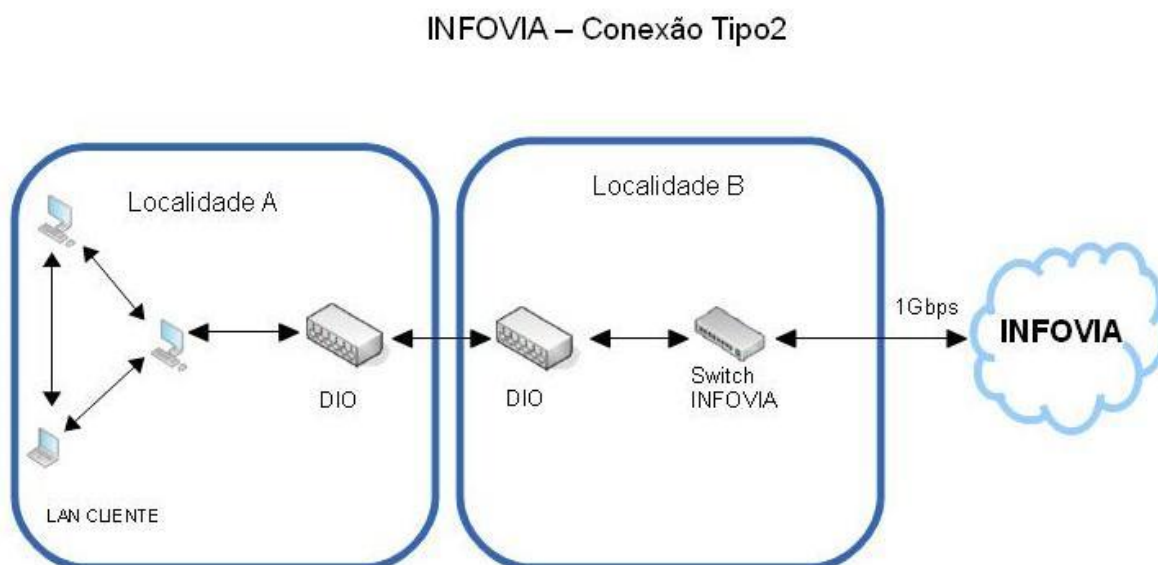 INFOVIA – Conexão Tipo2
Localidade A
Localidade B
1Gbps
INFOVIA
DIO
DIO
Switch
INFOVIA
LAN CLIENTE